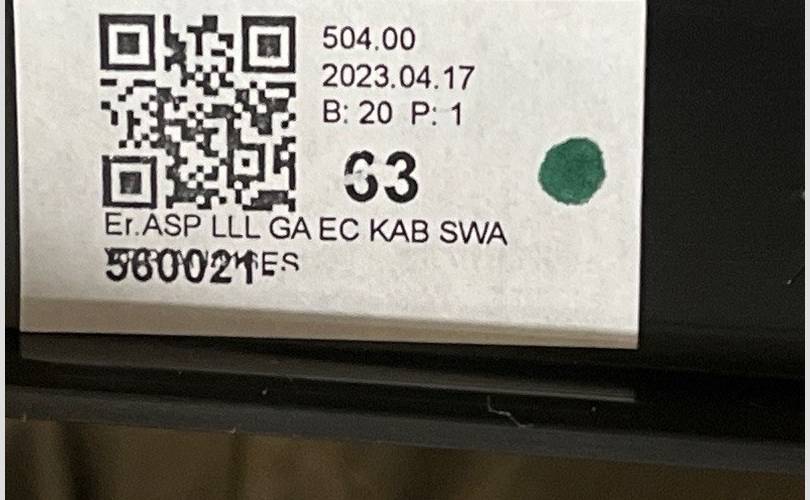 504.00
2023.04.17
B: 20 P: 1
63
Er.ASP LLL GA EC KAB SWA
560021